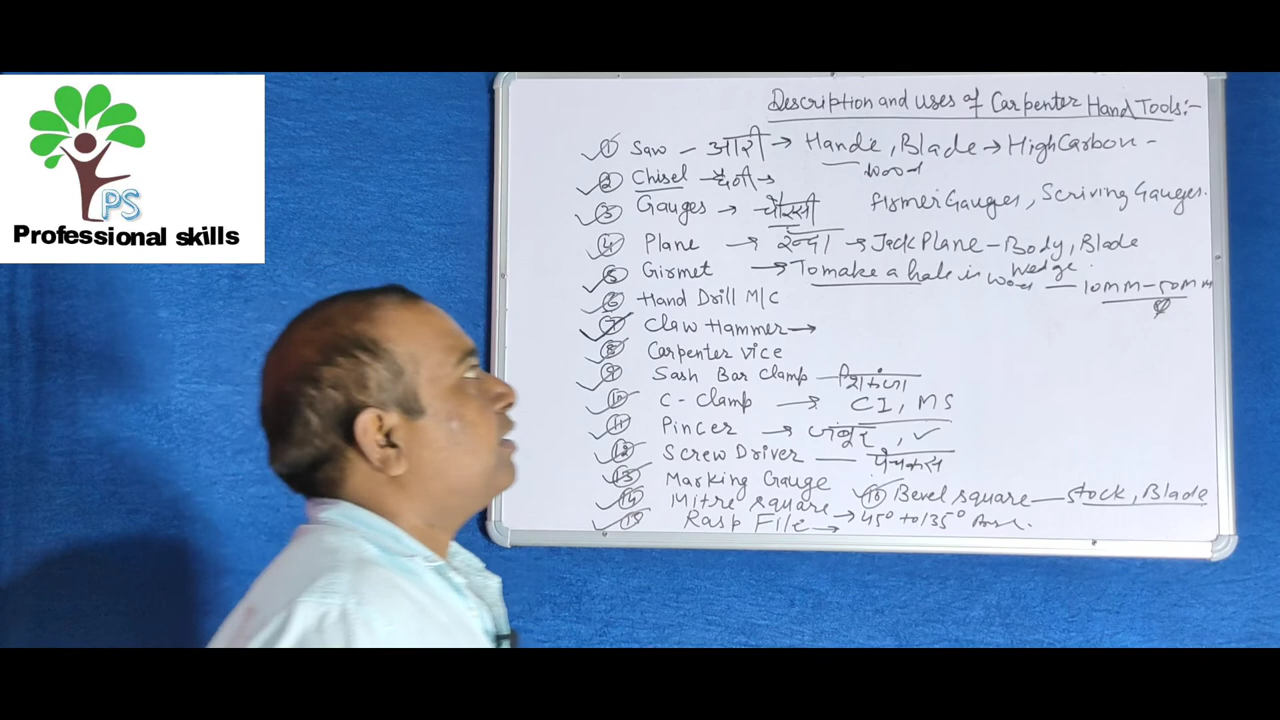 PS
Professional skills
Description and uses of Carpenter Hand Tools:-
① Saw - आरी → Hande, Blade → High Carbon -
wood
② Chisel → छैनी →
③ Gauges → चौरसी firmer Gauges, Scriving Gauges.
④ Plane → रन्दा → Jack Plane - Body, Blade
wedge
⑤ Girmet → To make a hole in wood - 10MM-50MM
⑥ Hand Drill M/C
⑦ Claw Hammer →
⑧ Carpenter vice
⑨ Sash Bar Clamp - शिकंजा
⑩ C-Clamp → CI, MS
⑪ Pincer → जंबूर, ✓
⑫ Screw Driver — पेचकस
⑬ Marking Gauge
⑭ Mitre square → 45° to 135°
⑯ Bevel square — Stock, Blade
⑮ Rasp File →